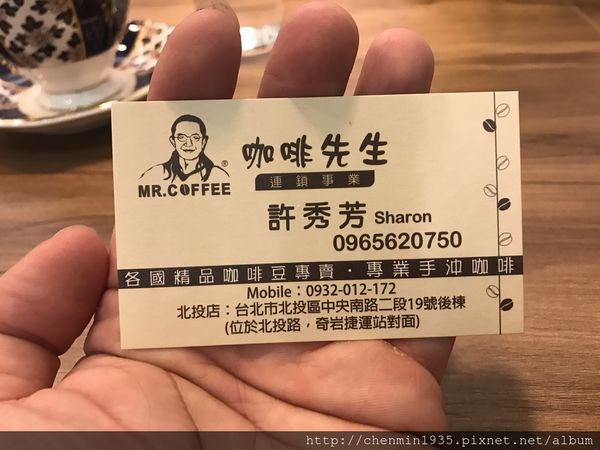 咖啡先生
®
MR.COFFEE
連鎖事業
許秀芳 Sharon
0965620750
各國精品咖啡豆專賣·專業手沖咖啡
Mobile：0932-012-172
北投店：台北市北投區中央南路二段19號後棟
(位於北投路，奇岩捷運站對面)
http://chenmin1935.pixnet.net/album